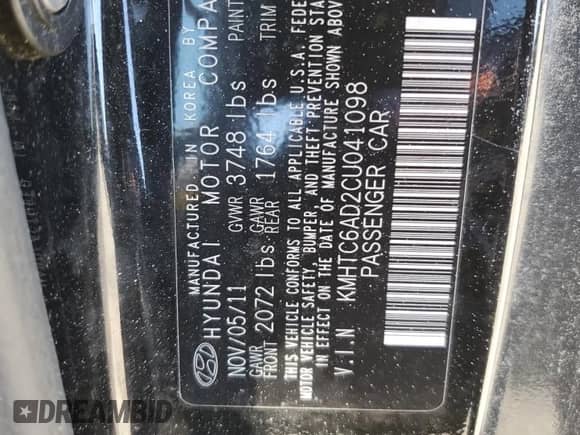 MANUFACTURED IN KOREA BY
HYUNDAI MOTOR COMPA
NOV/05/11 GVWR 3748 lbs PAINT
GAWR FRONT 2072 lbs GAWR REAR 1764 lbs TRIM
THIS VEHICLE CONFORMS TO ALL APPLICABLE U.S.A. FEDE
MOTOR VEHICLE SAFETY, BUMPER, AND THEFT PREVENTION STA
IN EFFECT ON THE DATE OF MANUFACTURE SHOWN ABOV
V.I.N KMHTC6AD2CU041098
PASSENGER CAR
DREAMBID